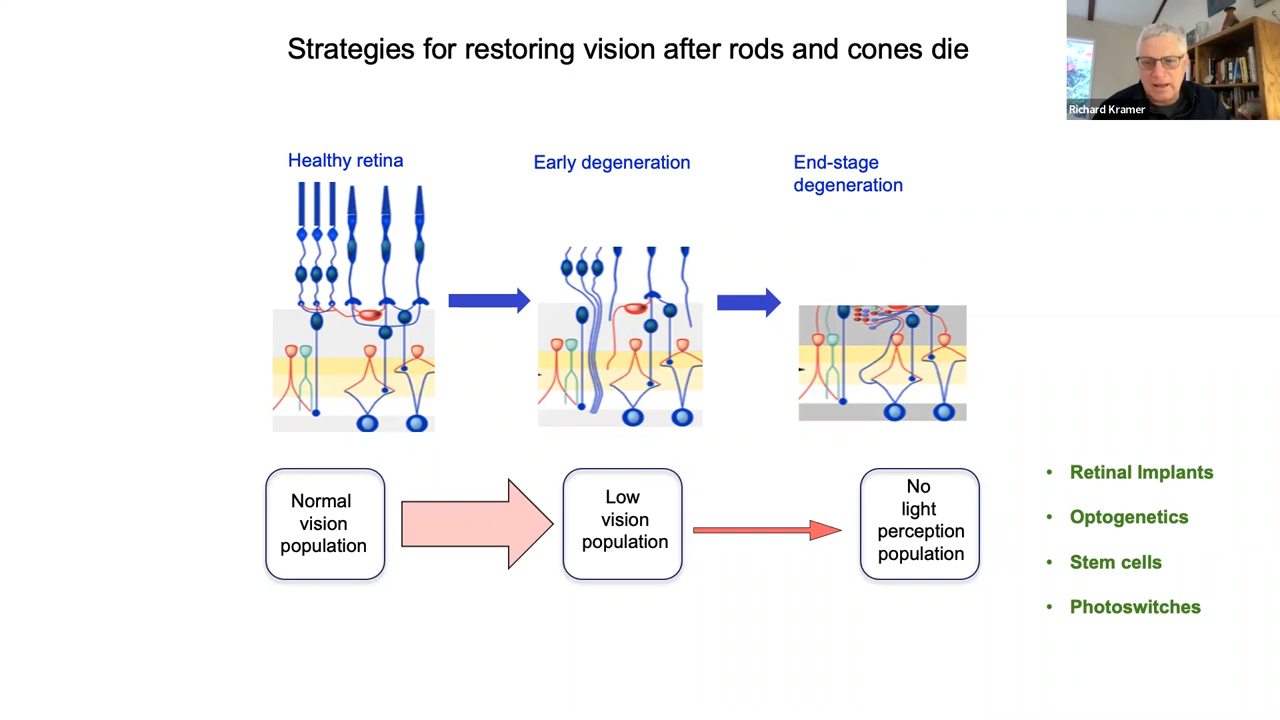 Strategies for restoring vision after rods and cones die
Richard Kramer
Healthy retina
Early degeneration
End-stage
degeneration
Normal
vision
population
Low
vision
population
No
light
perception
population
• Retinal Implants
• Optogenetics
• Stem cells
• Photoswitches